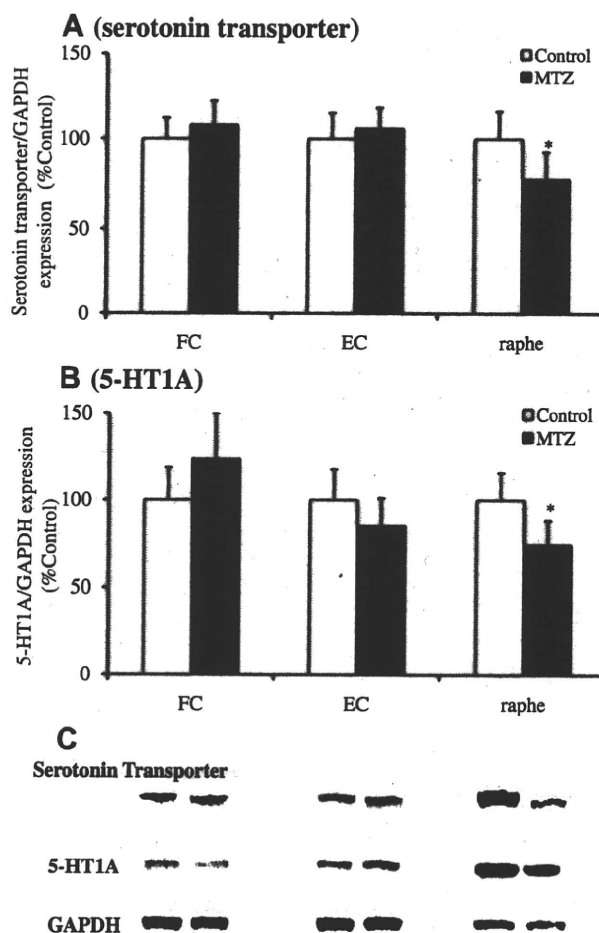 A (serotonin transporter)
150
Control
MTZ
100
*
50
0
Serotonin transporter/GAPDH
expression (%Control)
FC EC raphe
B (5-HT1A)
150
Control
MTZ
100
*
50
0
5-HT1A/GAPDH expression
(%Control)
FC EC raphe
C
Serotonin Transporter
5-HT1A
GAPDH